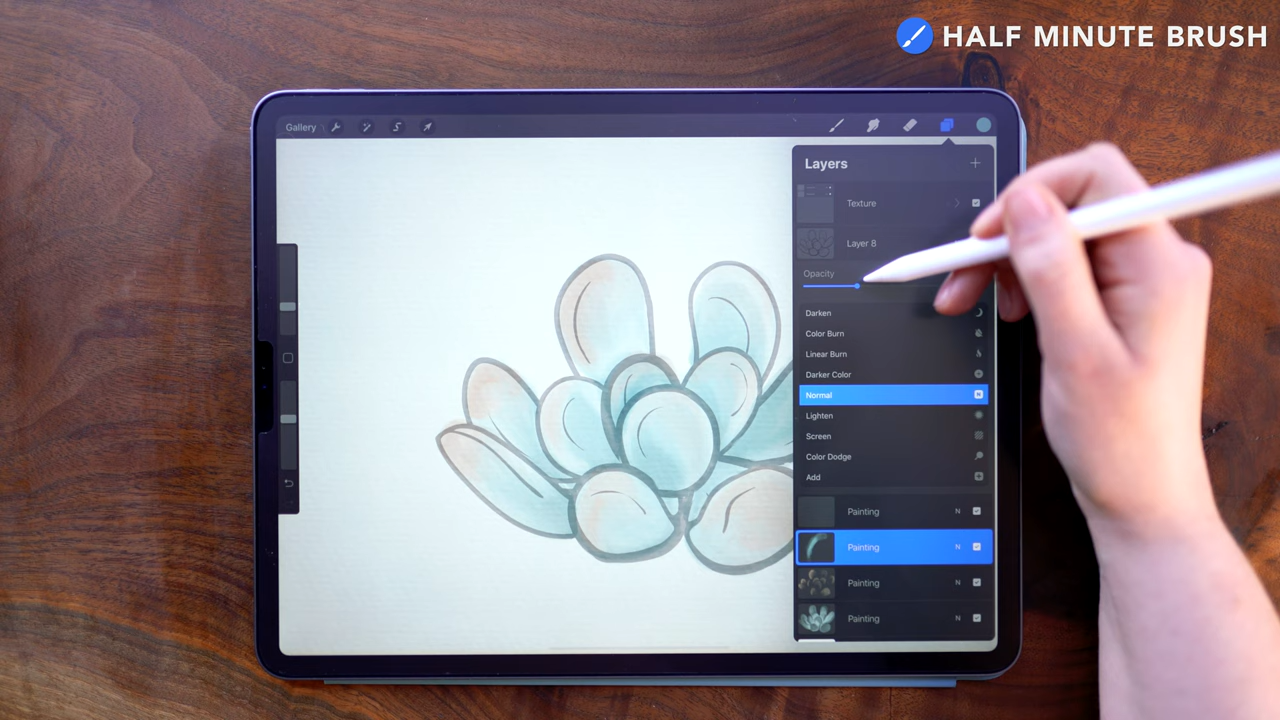 HALF MINUTE BRUSH
Gallery
Layers
Texture
Layer 8
Opacity
Darken
Color Burn
Linear Burn
Darker Color
Normal N
Lighten
Screen
Color Dodge
Add
Painting N
Painting N
Painting N
Painting N